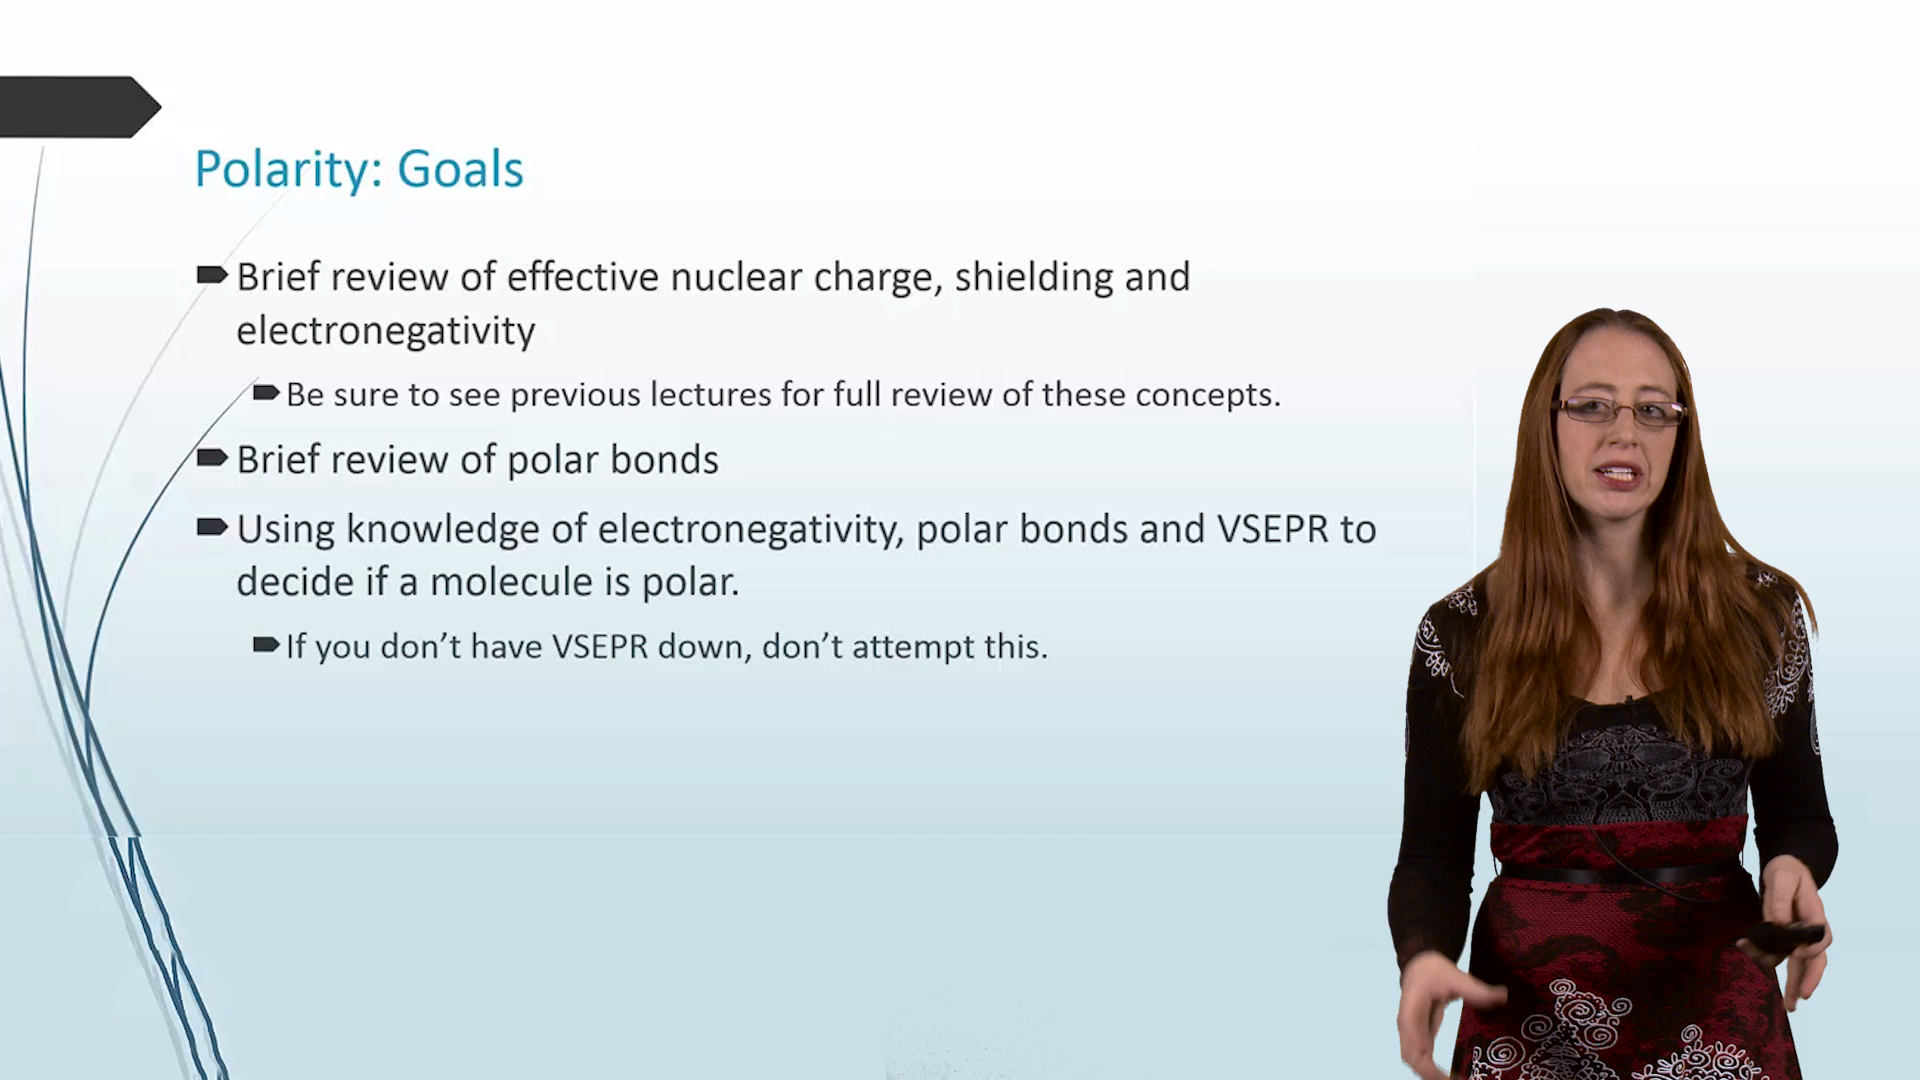 Polarity: Goals
Brief review of effective nuclear charge, shielding and
electronegativity
Be sure to see previous lectures for full review of these concepts.
Brief review of polar bonds
Using knowledge of electronegativity, polar bonds and VSEPR to
decide if a molecule is polar.
If you don’t have VSEPR down, don’t attempt this.